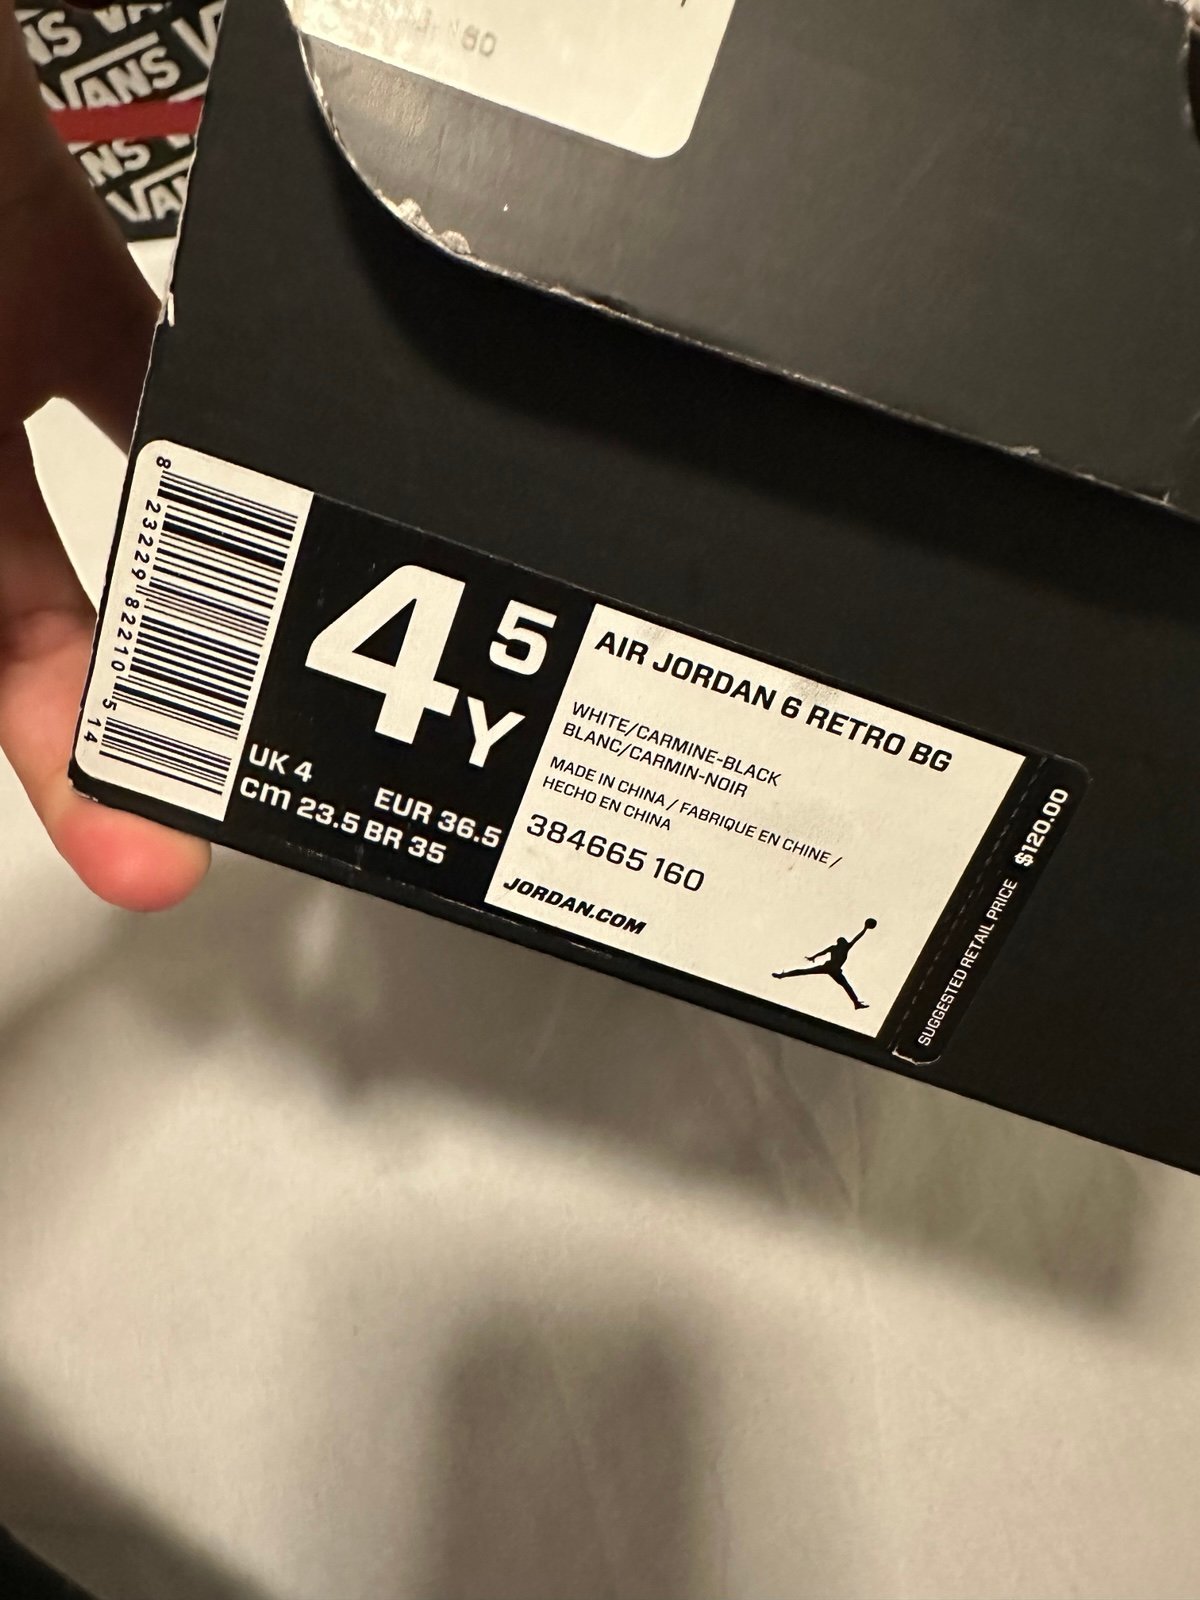 VANS
VANS
VANS
8 23229 82210 5 14
4 5 Y
UK 4
EUR 36.5
CM 23.5 BR 35
AIR JORDAN 6 RETRO BG
WHITE/CARMINE-BLACK
BLANC/CARMIN-NOIR
MADE IN CHINA / FABRIQUE EN CHINE /
HECHO EN CHINA
384665 160
JORDAN.COM
SUGGESTED RETAIL PRICE $120.00